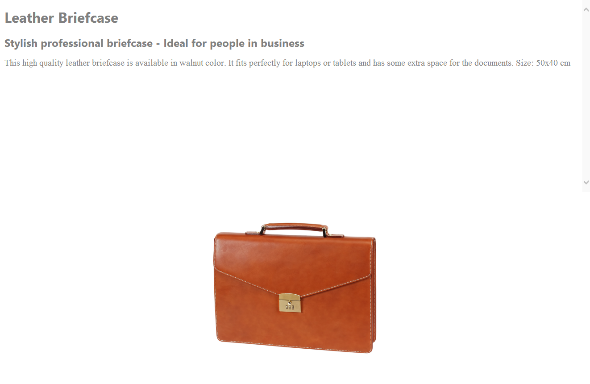 Leather Briefcase
Stylish professional briefcase - Ideal for people in business
This high quality leather briefcase is available in walnut color. It fits perfectly for laptops or tablets and has some extra space for the documents. Size: 50x40 cm